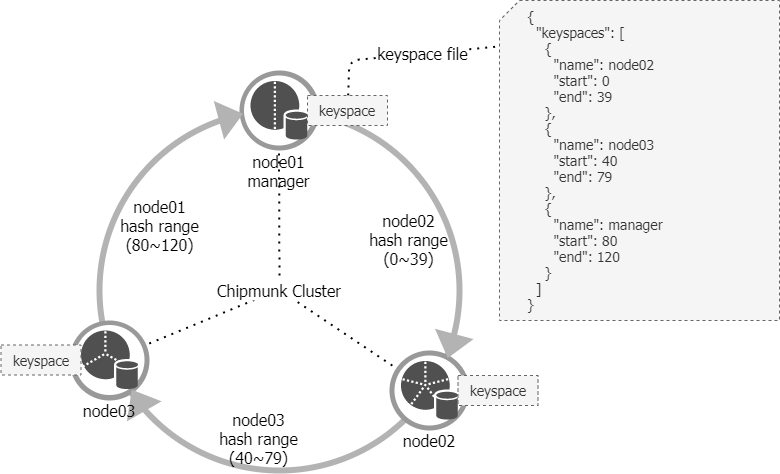 keyspace file
{
"keyspaces": [
{
"name": node02
"start": 0
"end": 39
},
{
"name": node03
"start": 40
"end": 79
},
{
"name": manager
"start": 80
"end": 120
}
]
}
keyspace
node01
manager
node01
hash range
(80~120)
node02
hash range
(0~39)
Chipmunk Cluster
keyspace
node03
keyspace
node02
node03
hash range
(40~79)